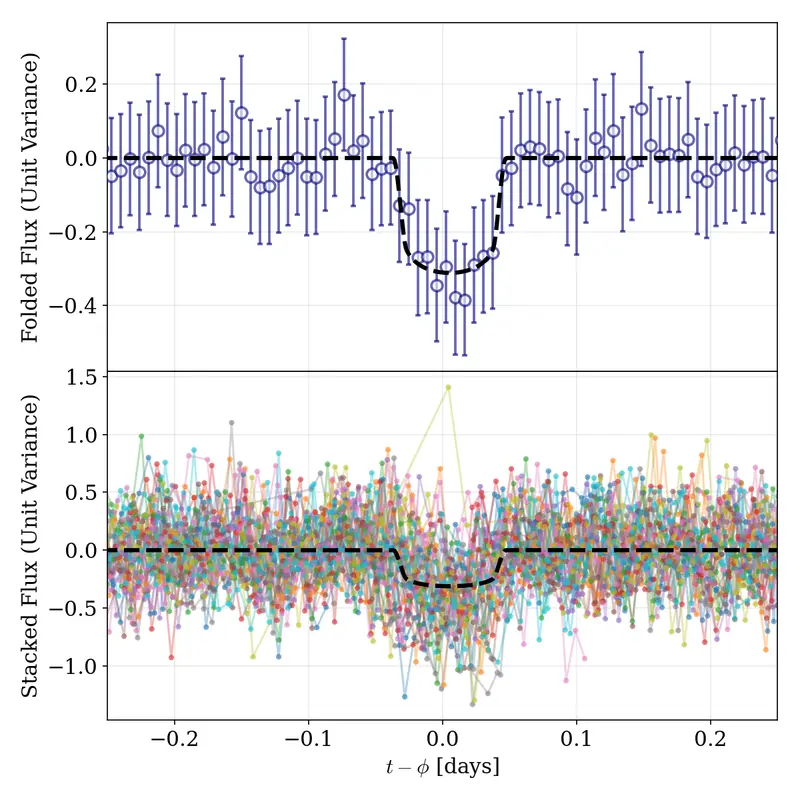 Folded Flux (Unit Variance)
0.2
0.0
−0.2
−0.4
Stacked Flux (Unit Variance)
1.5
1.0
0.5
0.0
−0.5
−1.0
−0.2 −0.1 0.0 0.1 0.2
t − ϕ [days]